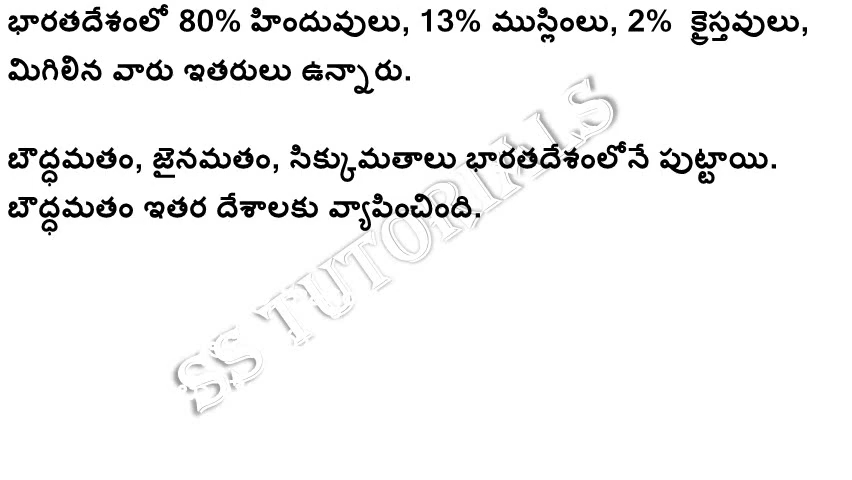 భారతదేశంలో 80% హిందువులు, 13% ముస్లింలు, 2% క్రైస్తవులు,
మిగిలిన వారు ఇతరులు ఉన్నారు.
బౌద్ధమతం, జైనమతం, సిక్కుమతాలు భారతదేశంలోనే పుట్టాయి.
బౌద్ధమతం ఇతర దేశాలకు వ్యాపించింది.
SS TUTORIALS